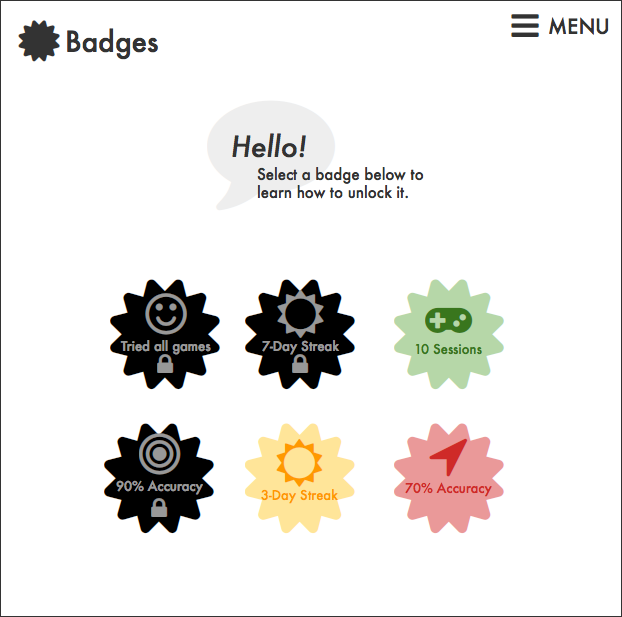 Badges
MENU
Hello!
Select a badge below to
learn how to unlock it.
Tried all games
7-Day Streak
10 Sessions
90% Accuracy
3-Day Streak
70% Accuracy